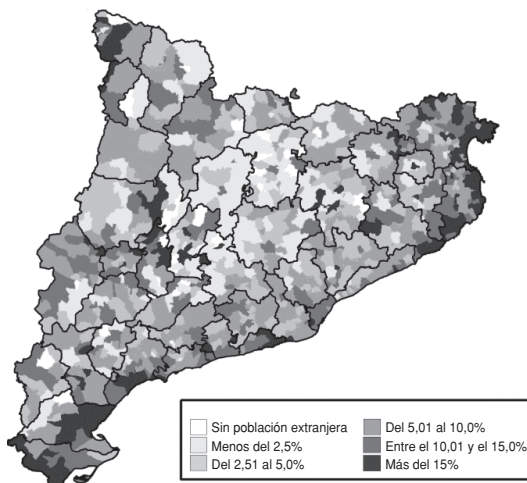 Sin población extranjera
Menos del 2,5%
Del 2,51 al 5,0%
Del 5,01 al 10,0%
Entre el 10,01 y el 15,0%
Más del 15%